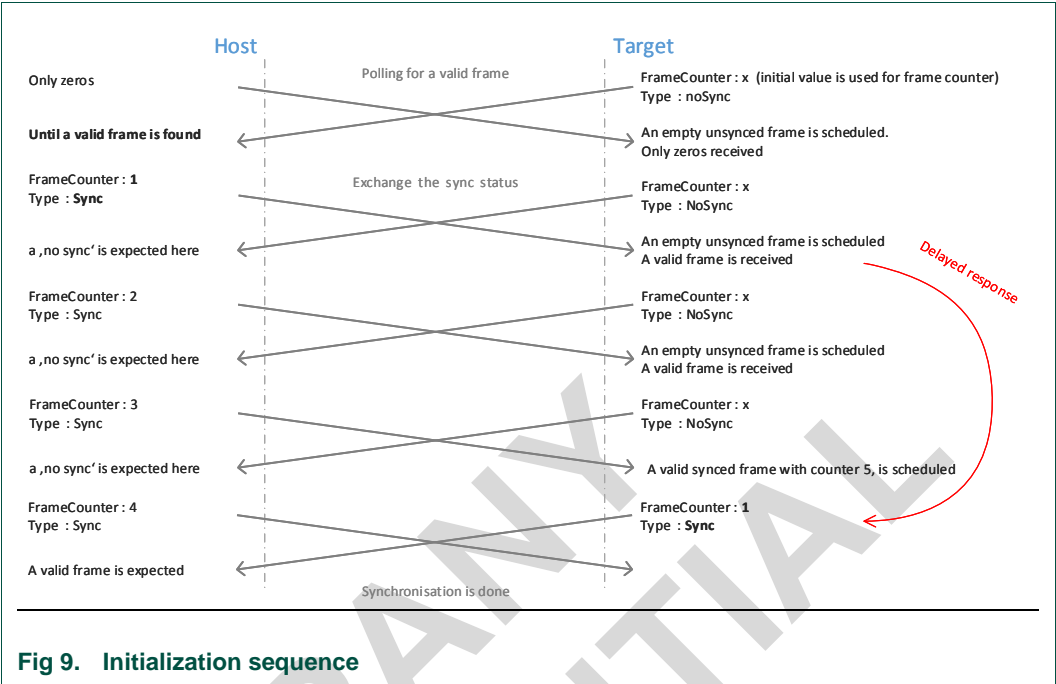 Host
Target
Only zeros
Polling for a valid frame
FrameCounter : x (initial value is used for frame counter)
Type : noSync
Until a valid frame is found
An empty unsynced frame is scheduled.
Only zeros received
FrameCounter : 1
Type : Sync
Exchange the sync status
FrameCounter : x
Type : NoSync
a ‚no sync‘ is expected here
An empty unsynced frame is scheduled
A valid frame is received
Delayed response
FrameCounter : 2
Type : Sync
FrameCounter : x
Type : NoSync
a ‚no sync‘ is expected here
An empty unsynced frame is scheduled
A valid frame is received
FrameCounter : 3
Type : Sync
FrameCounter : x
Type : NoSync
a ‚no sync‘ is expected here
A valid synced frame with counter 5, is scheduled
FrameCounter : 4
Type : Sync
FrameCounter : 1
Type : Sync
A valid frame is expected
Synchronisation is done
Fig 9. Initialization sequence